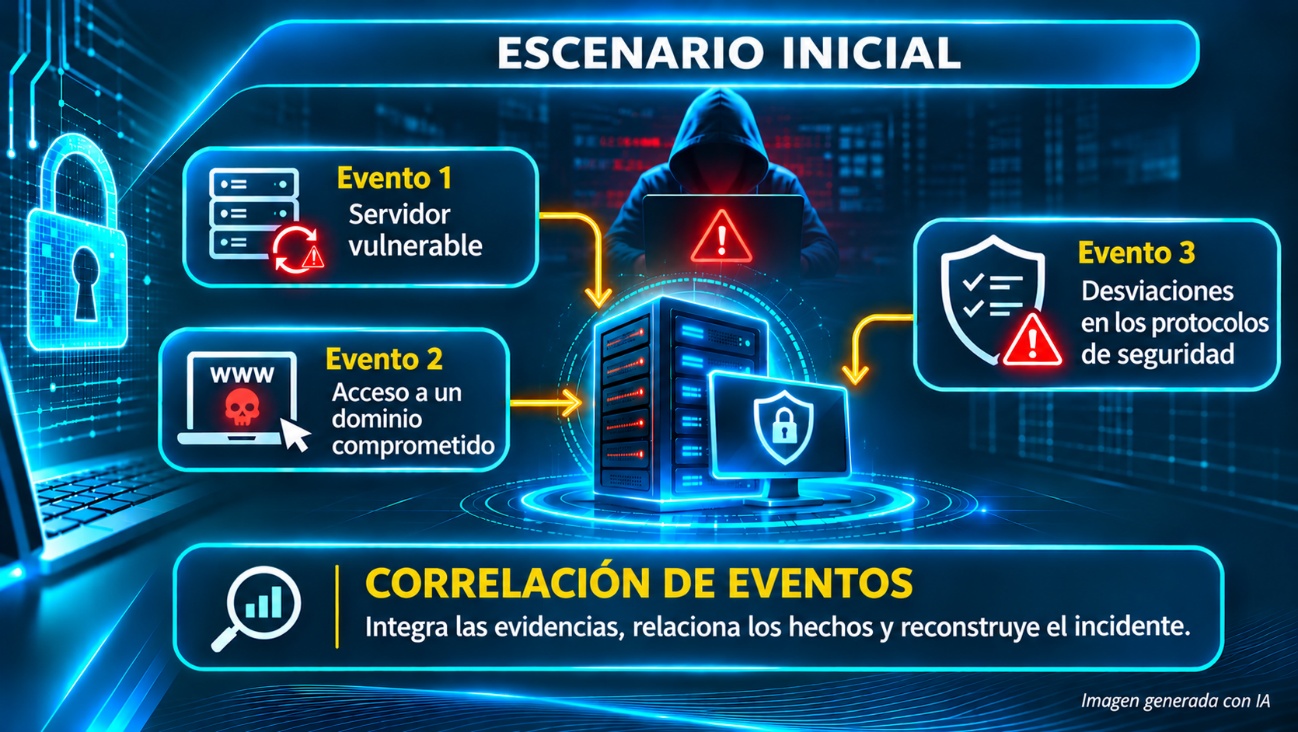 ESCENARIO INICIAL
Evento 1
Servidor
vulnerable
WWW
Evento 2
Acceso a un
dominio
comprometido
Evento 3
Desviaciones
en los protocolos
de seguridad
CORRELACIÓN DE EVENTOS
Integra las evidencias, relaciona los hechos y reconstruye el incidente.
Imagen generada con IA